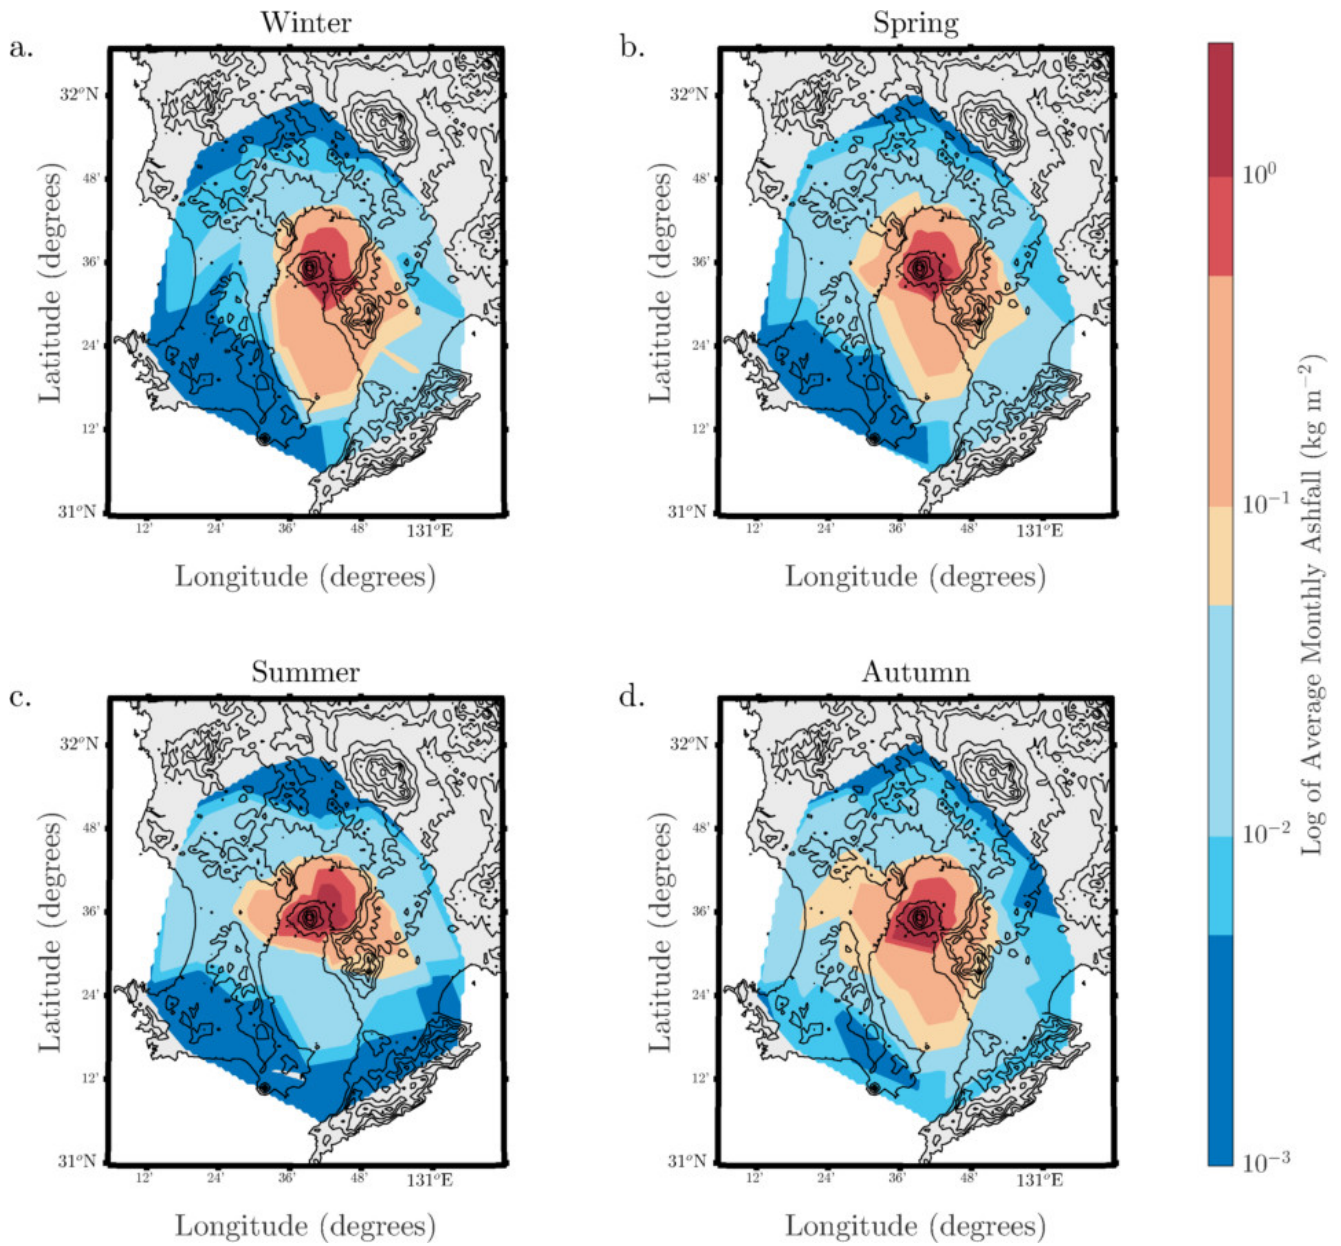 a.
Winter
32°N
48'
36'
24'
12'
31°N
12'
24'
36'
48'
131°E
Latitude (degrees)
Longitude (degrees)
b.
Spring
32°N
48'
36'
24'
12'
31°N
12'
24'
36'
48'
131°E
Latitude (degrees)
Longitude (degrees)
c.
Summer
32°N
48'
36'
24'
12'
31°N
12'
24'
36'
48'
131°E
Latitude (degrees)
Longitude (degrees)
d.
Autumn
32°N
48'
36'
24'
12'
31°N
12'
24'
36'
48'
131°E
Latitude (degrees)
Longitude (degrees)
10⁰
10⁻¹
10⁻²
10⁻³
Log of Average Monthly Ashfall (kg m⁻²)